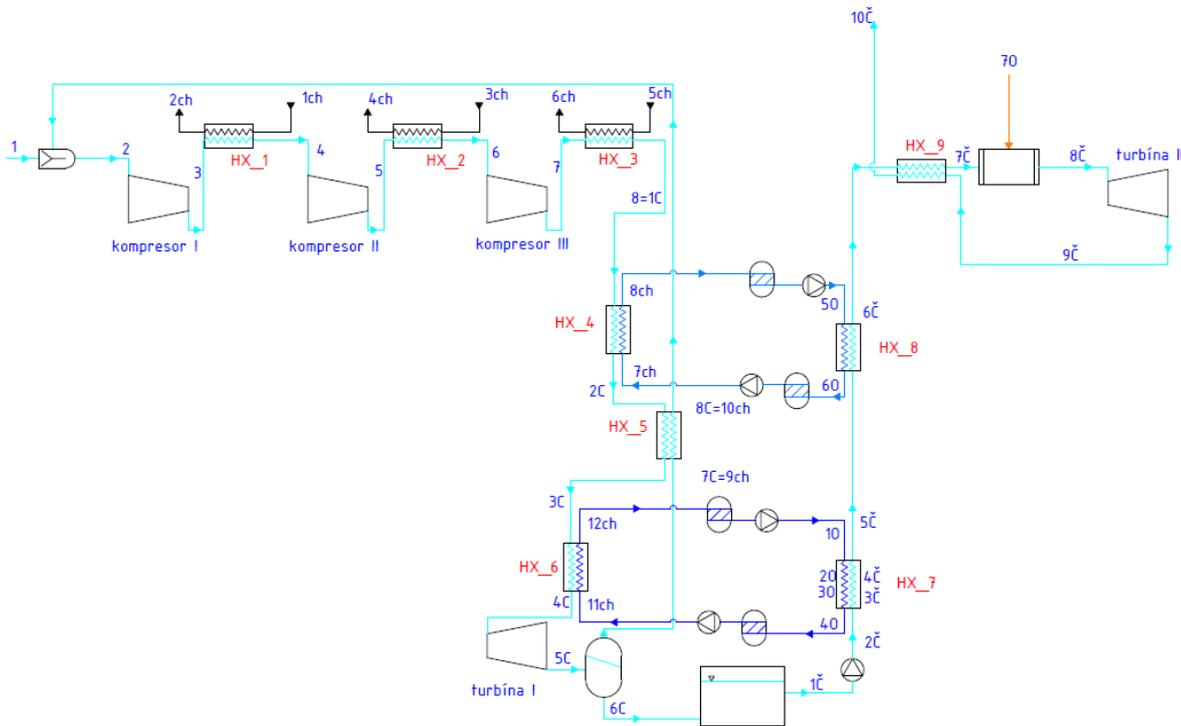 10Č
70
2ch
1ch
4ch
3ch
6ch
5ch
1
2
3
HX_1
4
5
HX_2
6
7
HX_3
HX_9
7Č
8Č
turbína II
kompresor I
kompresor II
kompresor III
8=1C
9Č
8ch
50
6Č
HX_4
HX_8
7ch
60
2C
8C=10ch
HX_5
7C=9ch
3C
12ch
10
5Č
HX_6
20
4Č
HX_7
30
3Č
4C
11ch
40
2Č
5C
turbína I
6C
1Č